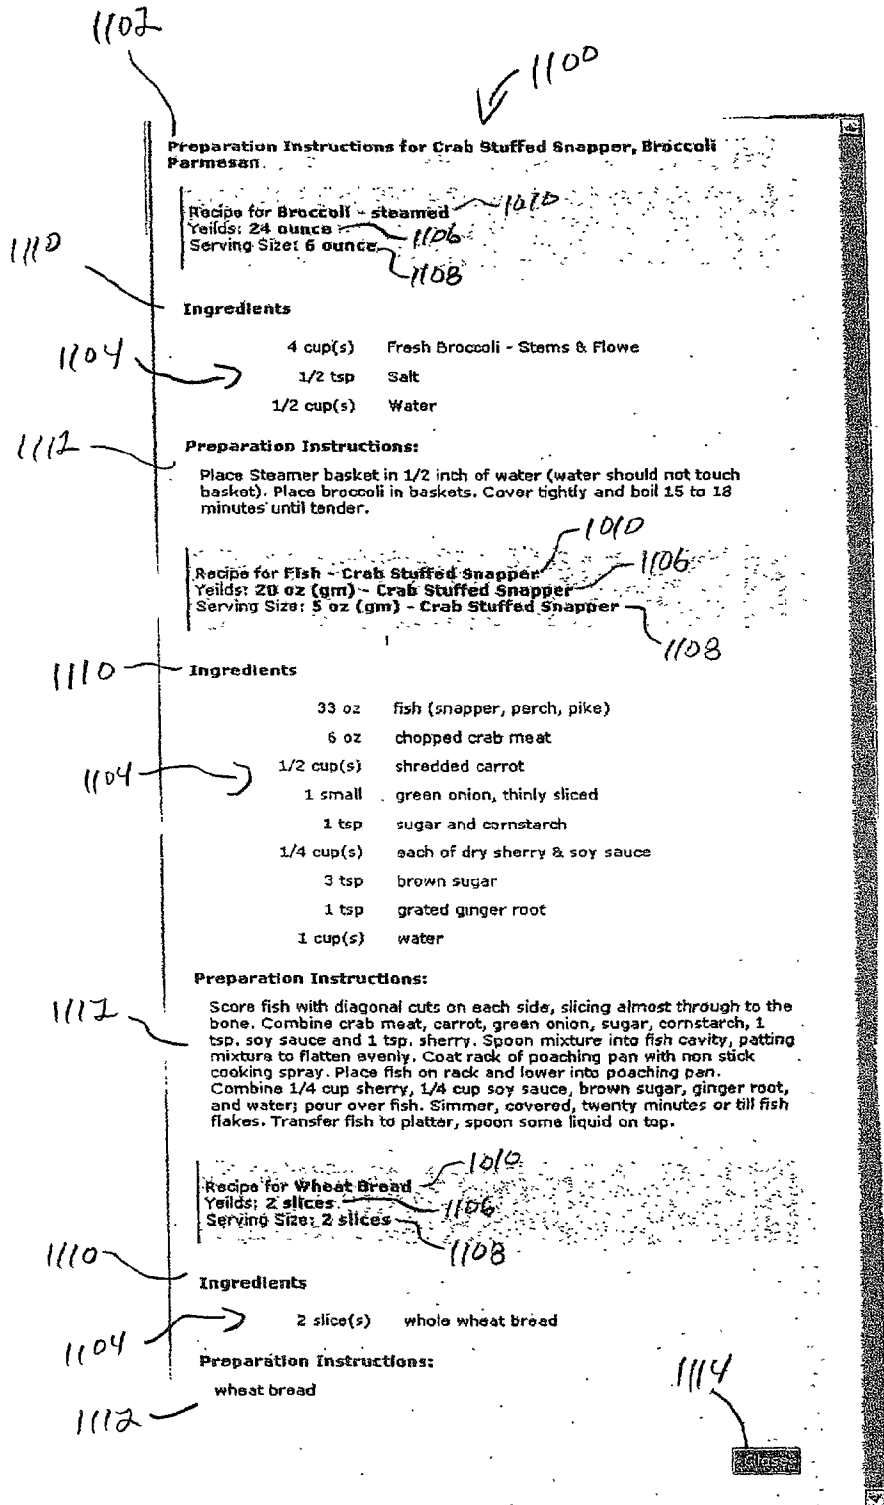 1102
1100
Preparation Instructions for Crab Stuffed Snapper, Broccoli
Parmesan
Recipe for Broccoli - steamed 1010
Yeilds: 24 ounce 1106
Serving Size: 6 ounce
1108
1110
Ingredients
4 cup(s) Fresh Broccoli - Stems & Flowe
1104
1/2 tsp Salt
1/2 cup(s) Water
1112
Preparation Instructions:
Place Steamer basket in 1/2 inch of water (water should not touch
basket). Place broccoli in baskets. Cover tightly and boil 15 to 18
minutes until tender.
1010
Recipe for Fish - Crab Stuffed Snapper 1106
Yeilds: 20 oz (gm) - Crab Stuffed Snapper
Serving Size: 5 oz (gm) - Crab Stuffed Snapper
1108
1110
Ingredients
33 oz fish (snapper, perch, pike)
6 oz chopped crab meat
1104
1/2 cup(s) shredded carrot
1 small green onion, thinly sliced
1 tsp sugar and cornstarch
1/4 cup(s) each of dry sherry & soy sauce
3 tsp brown sugar
1 tsp grated ginger root
1 cup(s) water
Preparation Instructions:
1112
Score fish with diagonal cuts on each side, slicing almost through to the
bone. Combine crab meat, carrot, green onion, sugar, cornstarch, 1
tsp. soy sauce and 1 tsp. sherry. Spoon mixture into fish cavity, patting
mixture to flatten evenly. Coat rack of poaching pan with non stick
cooking spray. Place fish on rack and lower into poaching pan.
Combine 1/4 cup sherry, 1/4 cup soy sauce, brown sugar, ginger root,
and water; pour over fish. Simmer, covered, twenty minutes or till fish
flakes. Transfer fish to platter, spoon some liquid on top.
1010
Recipe for Wheat Bread
Yeilds: 2 slices 1106
Serving Size: 2 slices
1108
1110
Ingredients
2 slice(s) whole wheat bread
1104
Preparation Instructions:
1114
wheat bread
1112
Close